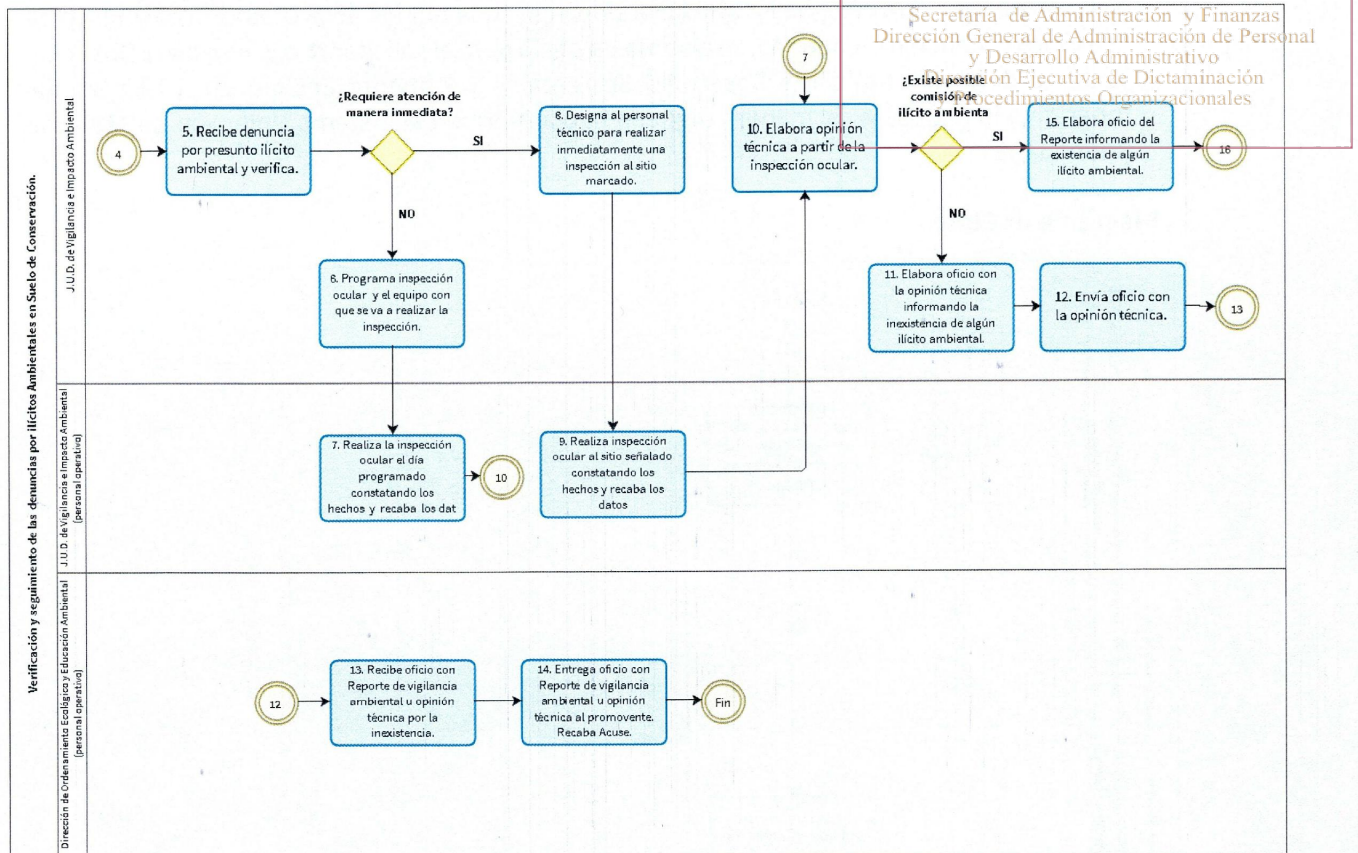 Secretaría de Administración y Finanzas
Dirección General de Administración de Personal
y Desarrollo Administrativo
Dirección Ejecutiva de Dictaminación
y Procedimientos Organizacionales
Verificación y seguimiento de las denuncias por ilícitos Ambientales en Suelo de Conservación.
J.U.D. de Vigilancia e Impacto Ambiental
4
5. Recibe denuncia
por presunto ilícito
ambiental y verifica.
¿Requiere atención de
manera inmediata?
SI
NO
8. Designa al personal
técnico para realizar
inmediatamente una
inspección al sitio
marcado.
7
10. Elabora opinión
técnica a partir de la
inspección ocular.
¿Existe posible
comisión de
ilícito ambienta
SI
NO
15. Elabora oficio del
Reporte informando la
existencia de algún
ilícito ambiental.
16
6. Programa inspección
ocular y el equipo con
que se va a realizar la
inspección.
11. Elabora oficio con
la opinión técnica
informando la
inexistencia de algún
ilícito ambiental.
12. Envía oficio con
la opinión técnica.
13
J.U.D. de Vigilancia e Impacto Ambiental
(personal operativo)
7. Realiza la inspección
ocular el día
programado
constatando los
hechos y recaba los dat
10
9. Realiza inspección
ocular al sitio señalado
constatando los
hechos y recaba los
datos
Dirección de Ordenamiento Ecológico y Educación Ambiental
(personal operativo)
12
13. Recibe oficio con
Reporte de vigilancia
ambiental u opinión
técnica por la
inexistencia.
14. Entrega oficio con
Reporte de vigilancia
ambiental u opinión
técnica al promovente.
Recaba Acuse.
Fin